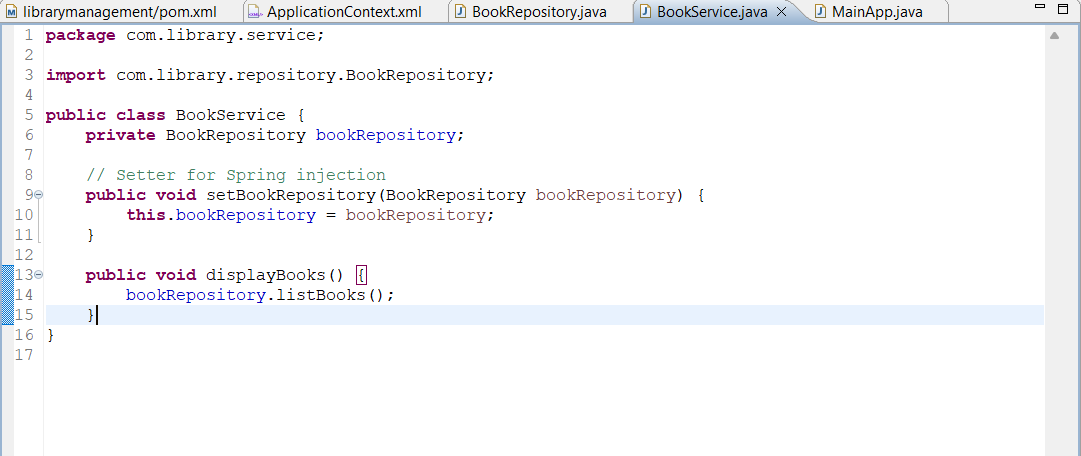 librarymanagement/pom.xml ApplicationContext.xml BookRepository.java BookService.java MainApp.java
1 package com.library.service;
2
3 import com.library.repository.BookRepository;
4
5 public class BookService {
6     private BookRepository bookRepository;
7
8     // Setter for Spring injection
9     public void setBookRepository(BookRepository bookRepository) {
10         this.bookRepository = bookRepository;
11     }
12
13     public void displayBooks() {
14         bookRepository.listBooks();
15     }
16 }
17